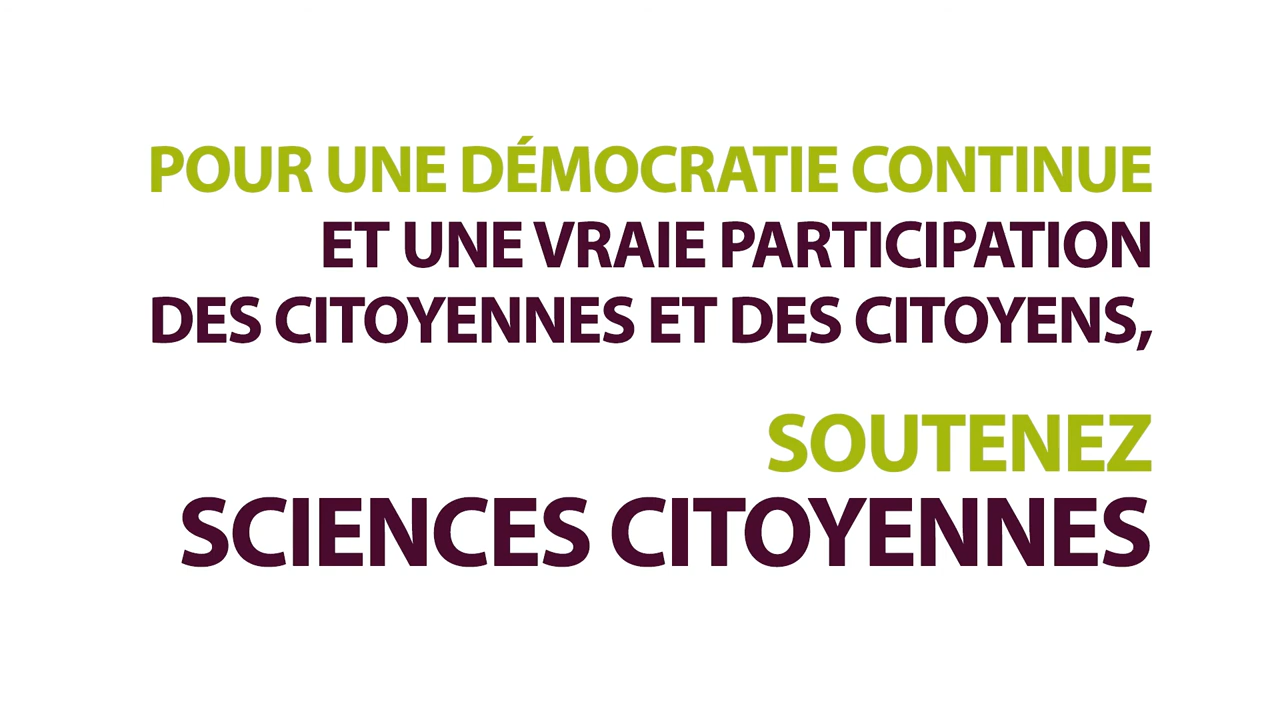 POUR UNE DÉMOCRATIE CONTINUE
ET UNE VRAIE PARTICIPATION
DES CITOYENNES ET DES CITOYENS,
SOUTENEZ
SCIENCES CITOYENNES